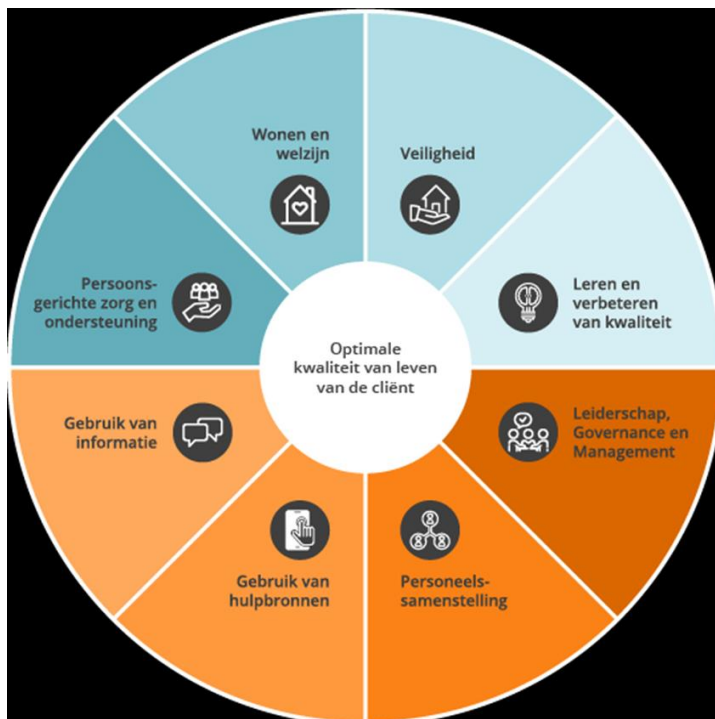 Wonen en
welzijn
Veiligheid
Persoons-
gerichte zorg en
ondersteuning
Leren en
verbeteren
van kwaliteit
Optimale
kwaliteit van leven
van de cliënt
Gebruik van
informatie
Leiderschap,
Governance en
Management
Gebruik van
hulpbronnen
Personeels-
samenstelling